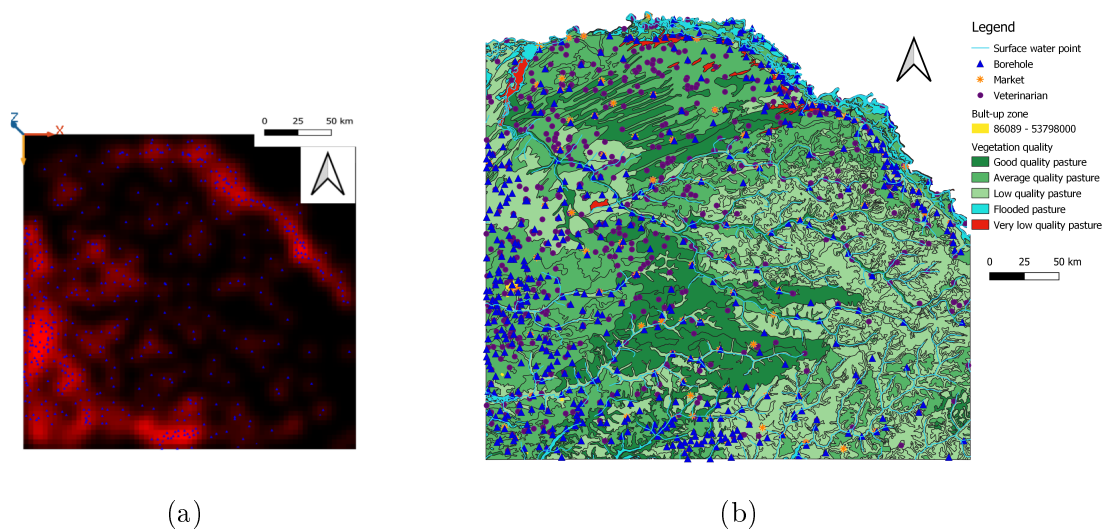 Z
X
0 25 50 km
(a)
Legend
Surface water point
Borehole
Market
Veterinarian
Bult-up zone
86089 - 53798000
Vegetation quality
Good quality pasture
Average quality pasture
Low quality pasture
Flooded pasture
Very low quality pasture
0 25 50 km
(b)